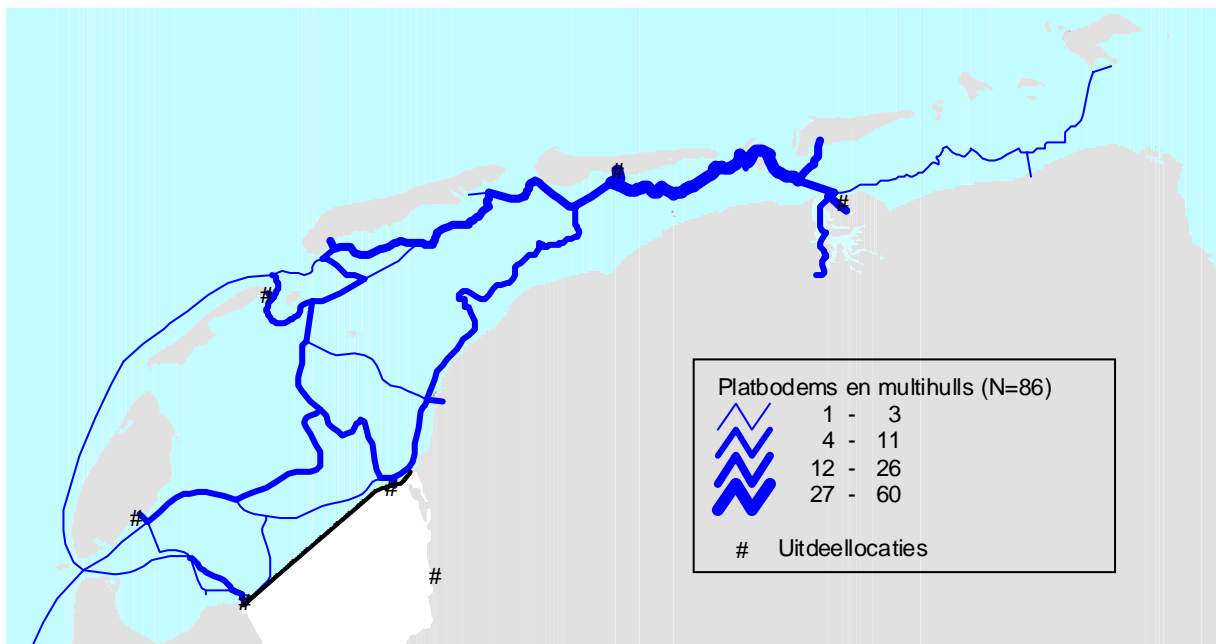 #
#
#
#
#
#
#
Platbodems en multihulls (N=86)
1 - 3
4 - 11
12 - 26
27 - 60
# Uitdeellocaties